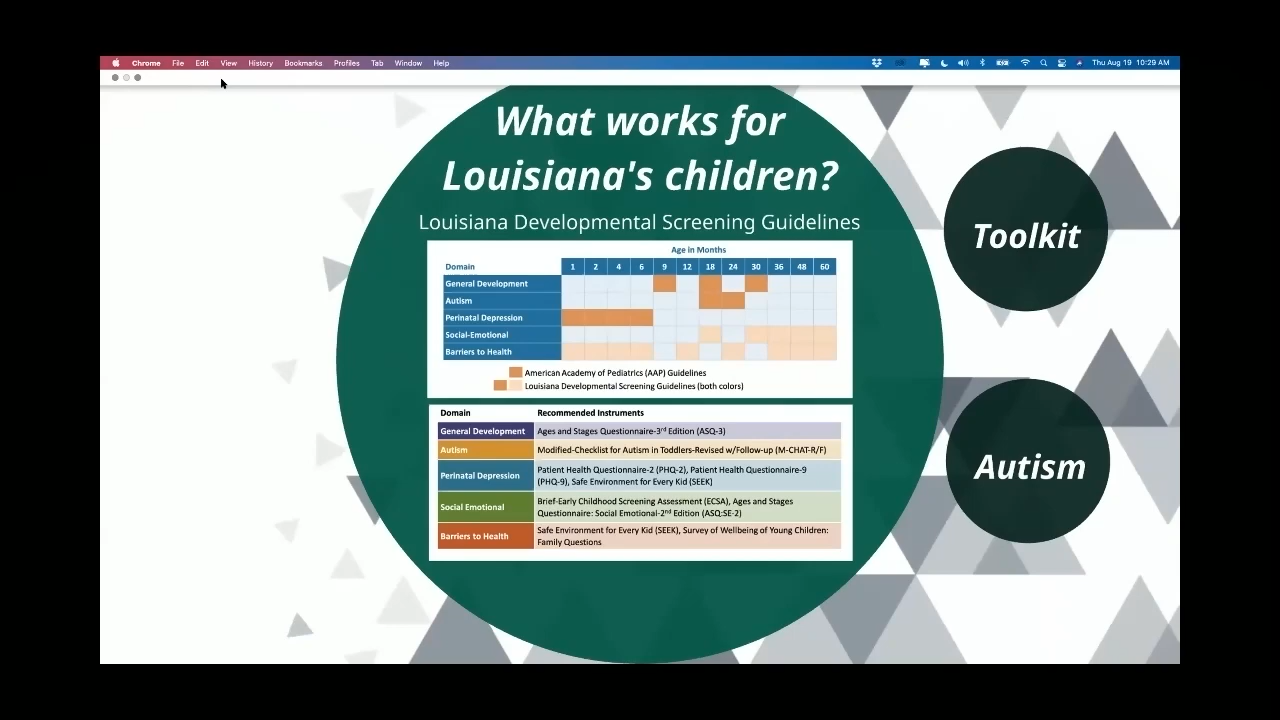 Chrome File Edit View History Bookmarks Profiles Tab Window Help Thu Aug 19 10:29 AM
What works for
Louisiana's children?
Louisiana Developmental Screening Guidelines
Age in Months
Domain 1 2 4 6 9 12 18 24 30 36 48 60
General Development
Autism
Perinatal Depression
Social-Emotional
Barriers to Health
American Academy of Pediatrics (AAP) Guidelines
Louisiana Developmental Screening Guidelines (both colors)
Domain Recommended Instruments
General Development Ages and Stages Questionnaire-3rd Edition (ASQ-3)
Autism Modified-Checklist for Autism in Toddlers-Revised w/Follow-up (M-CHAT-R/F)
Perinatal Depression Patient Health Questionnaire-2 (PHQ-2), Patient Health Questionnaire-9
(PHQ-9), Safe Environment for Every Kid (SEEK)
Social Emotional Brief-Early Childhood Screening Assessment (ECSA), Ages and Stages
Questionnaire: Social Emotional-2nd Edition (ASQ:SE-2)
Barriers to Health Safe Environment for Every Kid (SEEK), Survey of Wellbeing of Young Children:
Family Questions
Toolkit
Autism